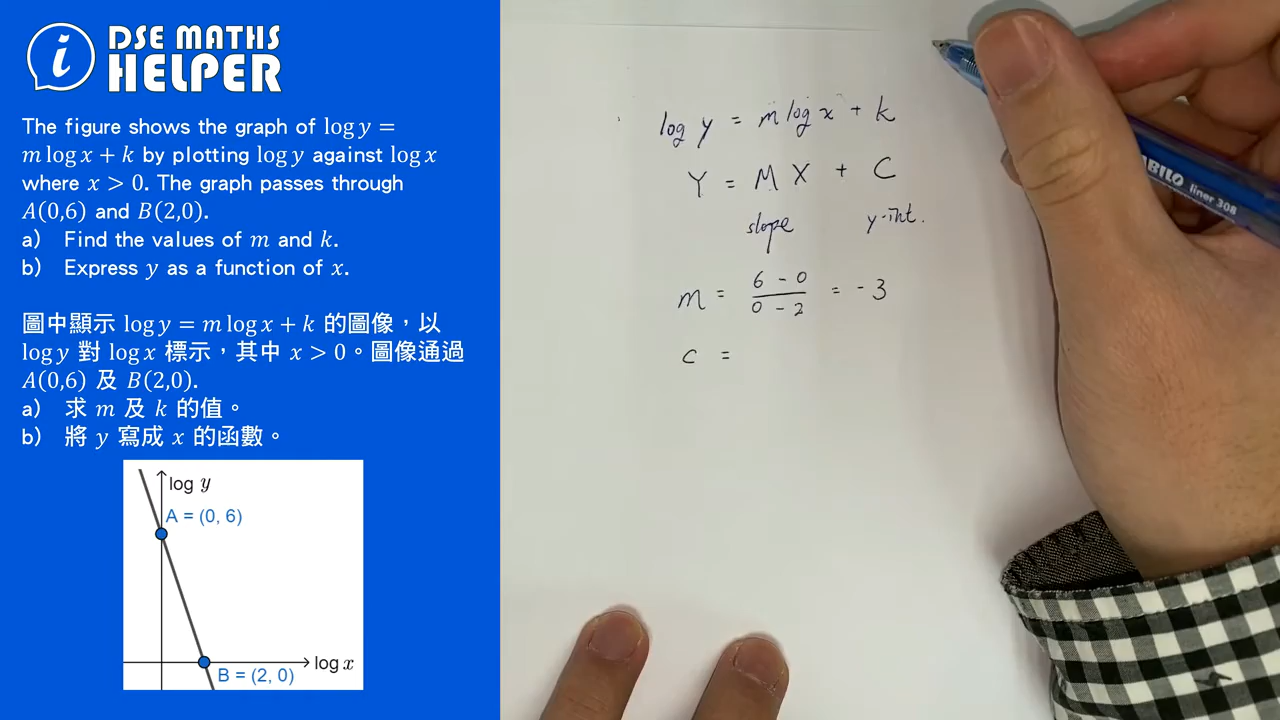 DSE MATHS
HELPER
The figure shows the graph of log y =
m log x + k by plotting log y against log x
where x > 0. The graph passes through
A(0,6) and B(2,0).
a) Find the values of m and k.
b) Express y as a function of x.
圖中顯示 log y = m log x + k 的圖像，以
log y 對 log x 標示，其中 x > 0。圖像通過
A(0,6) 及 B(2,0).
a) 求 m 及 k 的值。
b) 將 y 寫成 x 的函數。
log y
A = (0, 6)
log x
B = (2, 0)
log y = m log x + k
Y = M X + C
slope y-int.
m = 6 - 0 / 0 - 2 = - 3
c =
STABILO liner 308